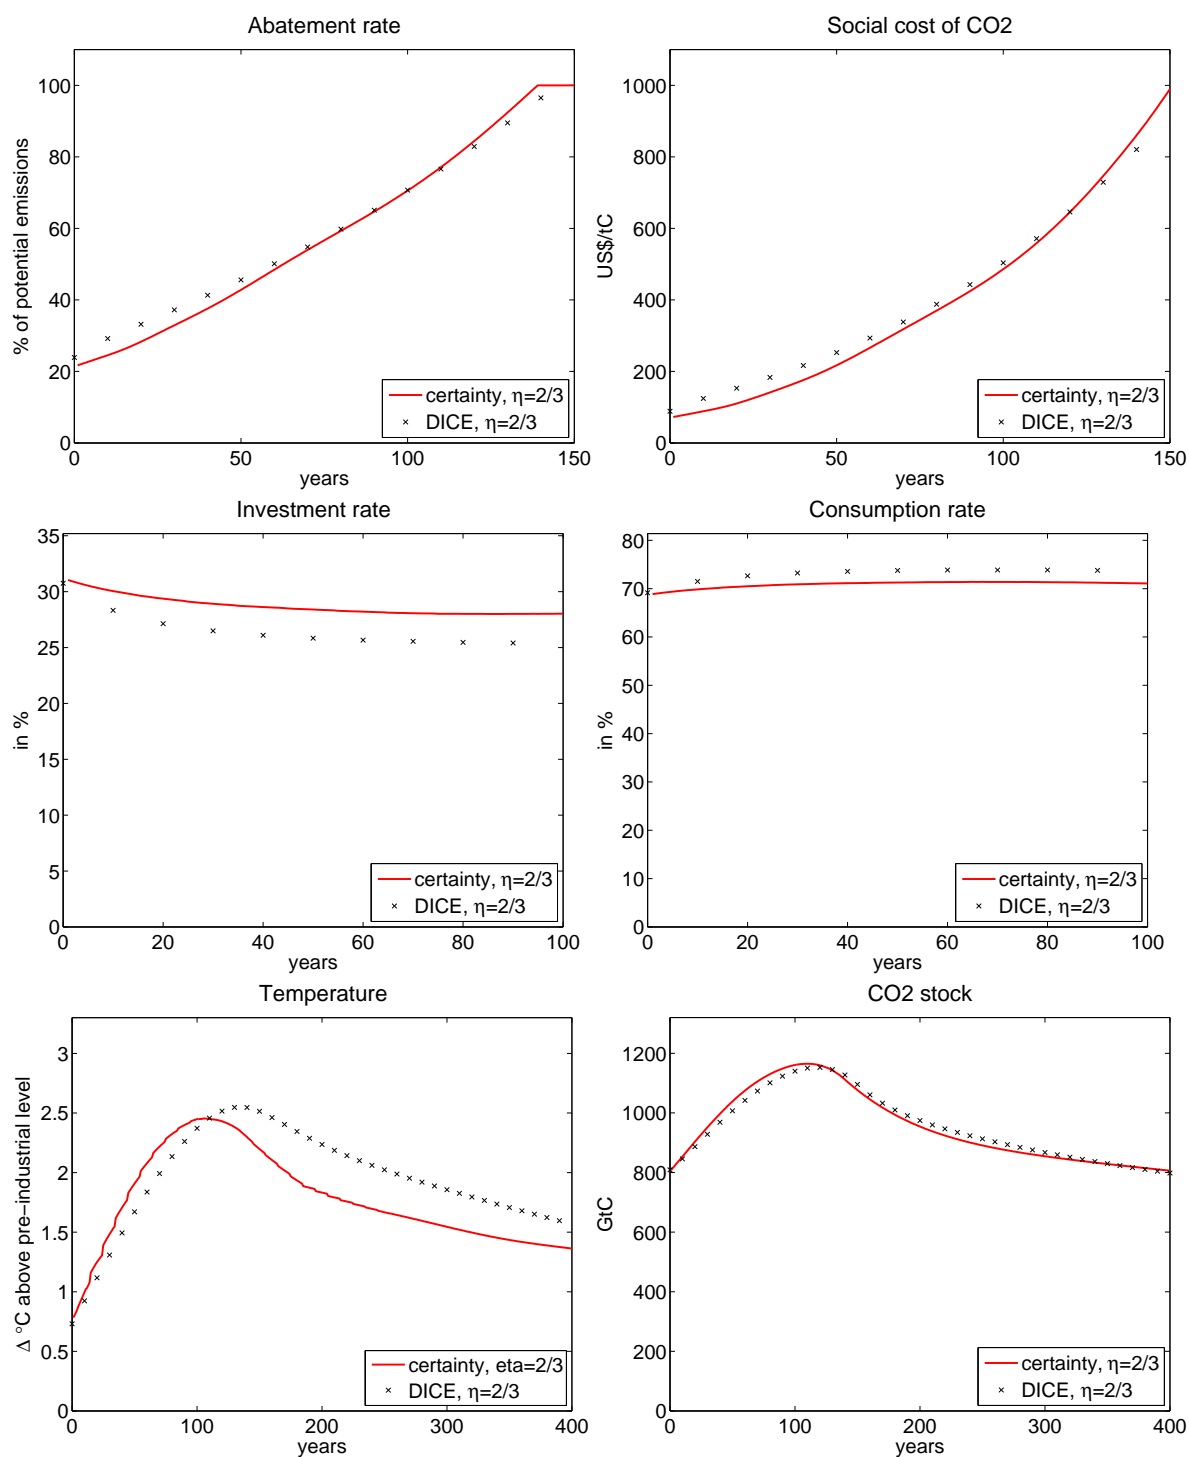 Abatement rate
% of potential emissions
100
80
60
40
20
0
0 50 100 150
years
certainty, η=2/3
DICE, η=2/3
Social cost of CO2
US$/tC
1000
800
600
400
200
0
0 50 100 150
years
certainty, η=2/3
DICE, η=2/3
Investment rate
in %
35
30
25
20
15
10
5
0
0 20 40 60 80 100
years
certainty, η=2/3
DICE, η=2/3
Consumption rate
in %
80
70
60
50
40
30
20
10
0
0 20 40 60 80 100
years
certainty, η=2/3
DICE, η=2/3
Temperature
Δ °C above pre−industrial level
3
2.5
2
1.5
1
0.5
0
0 100 200 300 400
years
certainty, eta=2/3
DICE, η=2/3
CO2 stock
GtC
1200
1000
800
600
400
200
0
0 100 200 300 400
years
certainty, η=2/3
DICE, η=2/3